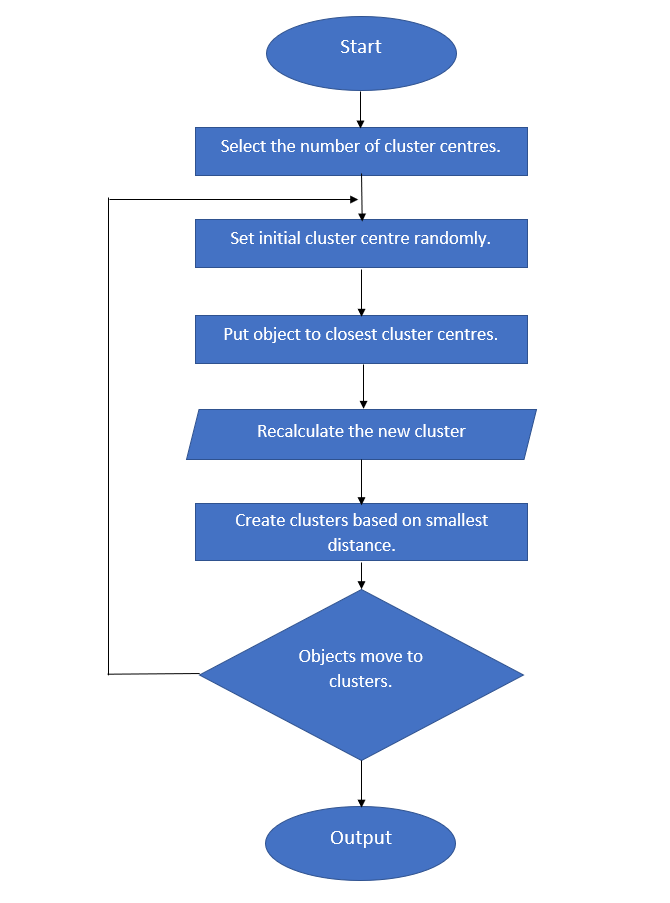 Start
Select the number of cluster centres.
Set initial cluster centre randomly.
Put object to closest cluster centres.
Recalculate the new cluster
Create clusters based on smallest
distance.
Objects move to
clusters.
Output